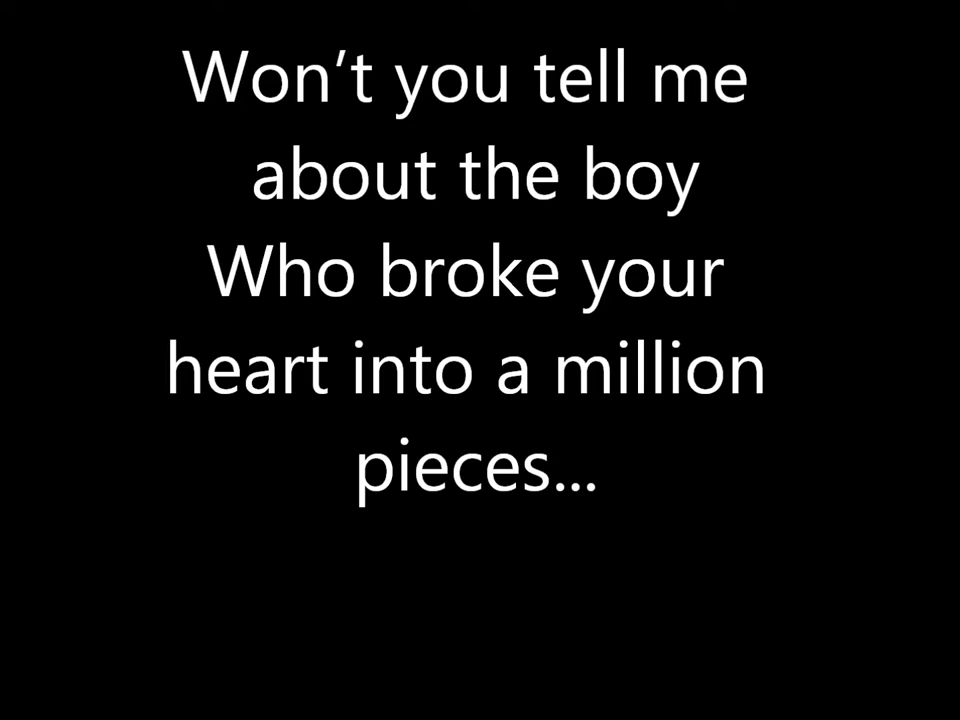 Won’t you tell me
about the boy
Who broke your
heart into a million
pieces...